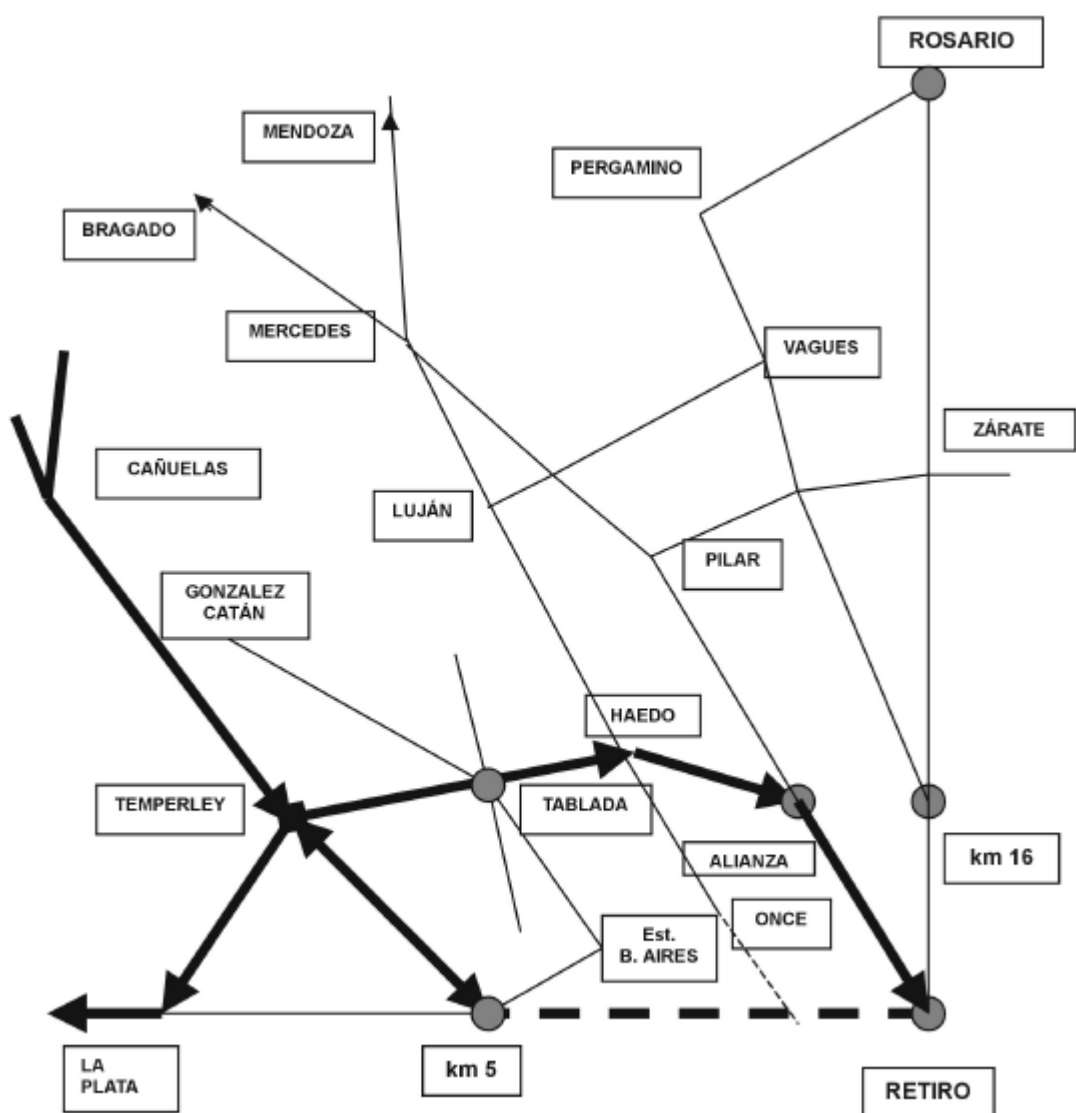 ROSARIO
MENDOZA
PERGAMINO
BRAGADO
MERCEDES
VAGUES
ZÁRATE
CAÑUELAS
LUJÁN
PILAR
GONZALEZ
CATÁN
HAEDO
TEMPERLEY
TABLADA
ALIANZA
km 16
ONCE
Est.
B. AIRES
LA
PLATA
km 5
RETIRO